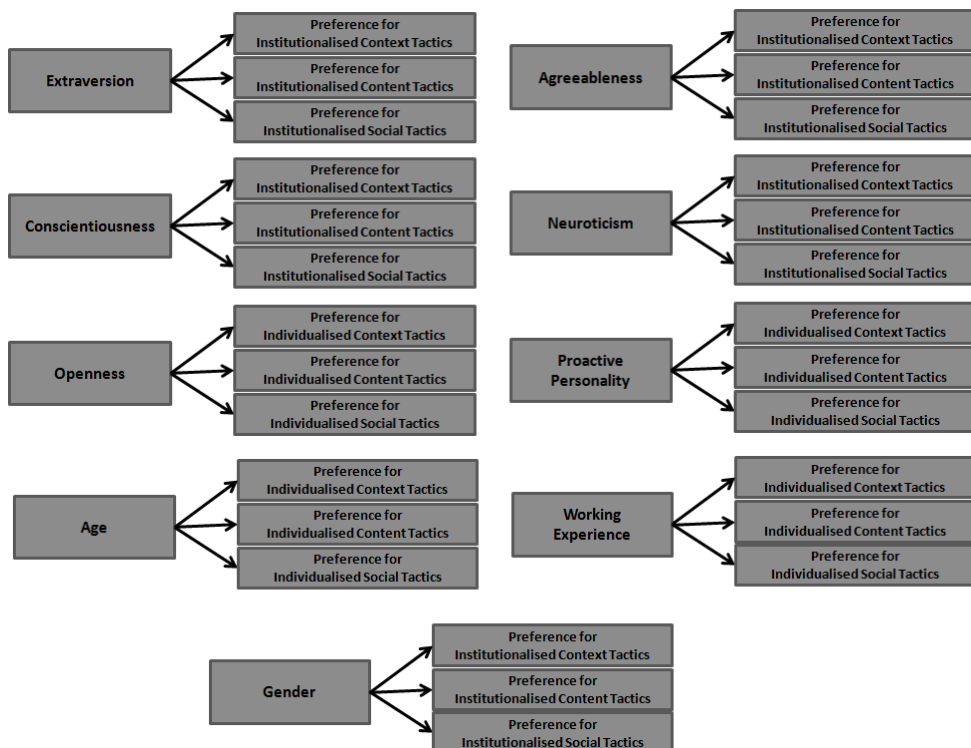 Extraversion
Preference for
Institutionalised Context Tactics
Preference for
Institutionalised Content Tactics
Preference for
Institutionalised Social Tactics
Agreeableness
Preference for
Institutionalised Context Tactics
Preference for
Institutionalised Content Tactics
Preference for
Institutionalised Social Tactics
Conscientiousness
Preference for
Institutionalised Context Tactics
Preference for
Institutionalised Content Tactics
Preference for
Institutionalised Social Tactics
Neuroticism
Preference for
Institutionalised Context Tactics
Preference for
Institutionalised Content Tactics
Preference for
Institutionalised Social Tactics
Openness
Preference for
Individualised Context Tactics
Preference for
Individualised Content Tactics
Preference for
Individualised Social Tactics
Proactive
Personality
Preference for
Individualised Context Tactics
Preference for
Individualised Content Tactics
Preference for
Individualised Social Tactics
Age
Preference for
Individualised Context Tactics
Preference for
Individualised Content Tactics
Preference for
Individualised Social Tactics
Working
Experience
Preference for
Individualised Context Tactics
Preference for
Individualised Content Tactics
Preference for
Individualised Social Tactics
Gender
Preference for
Institutionalised Context Tactics
Preference for
Institutionalised Content Tactics
Preference for
Institutionalised Social Tactics